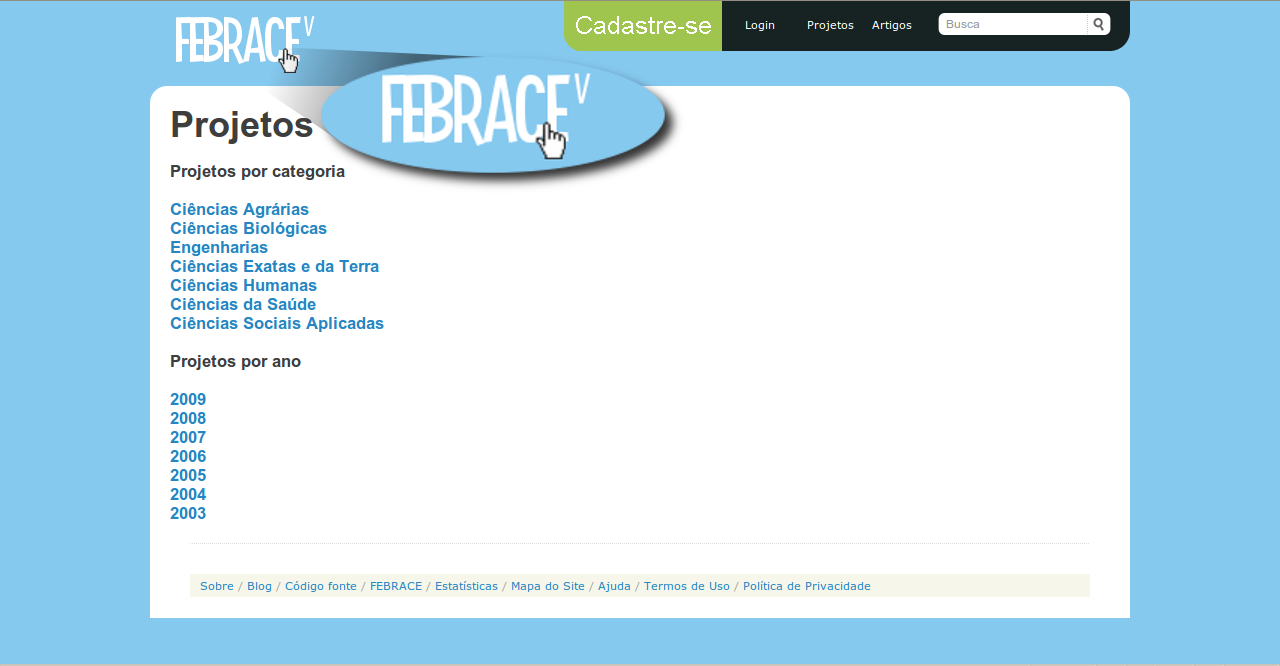 FEBRACE V
Cadastre-se
Login Projetos Artigos
Busca
FEBRACE V
Projetos
Projetos por categoria
Ciências Agrárias
Ciências Biológicas
Engenharias
Ciências Exatas e da Terra
Ciências Humanas
Ciências da Saúde
Ciências Sociais Aplicadas
Projetos por ano
2009
2008
2007
2006
2005
2004
2003
Sobre / Blog / Código fonte / FEBRACE / Estatísticas / Mapa do Site / Ajuda / Termos de Uso / Política de Privacidade